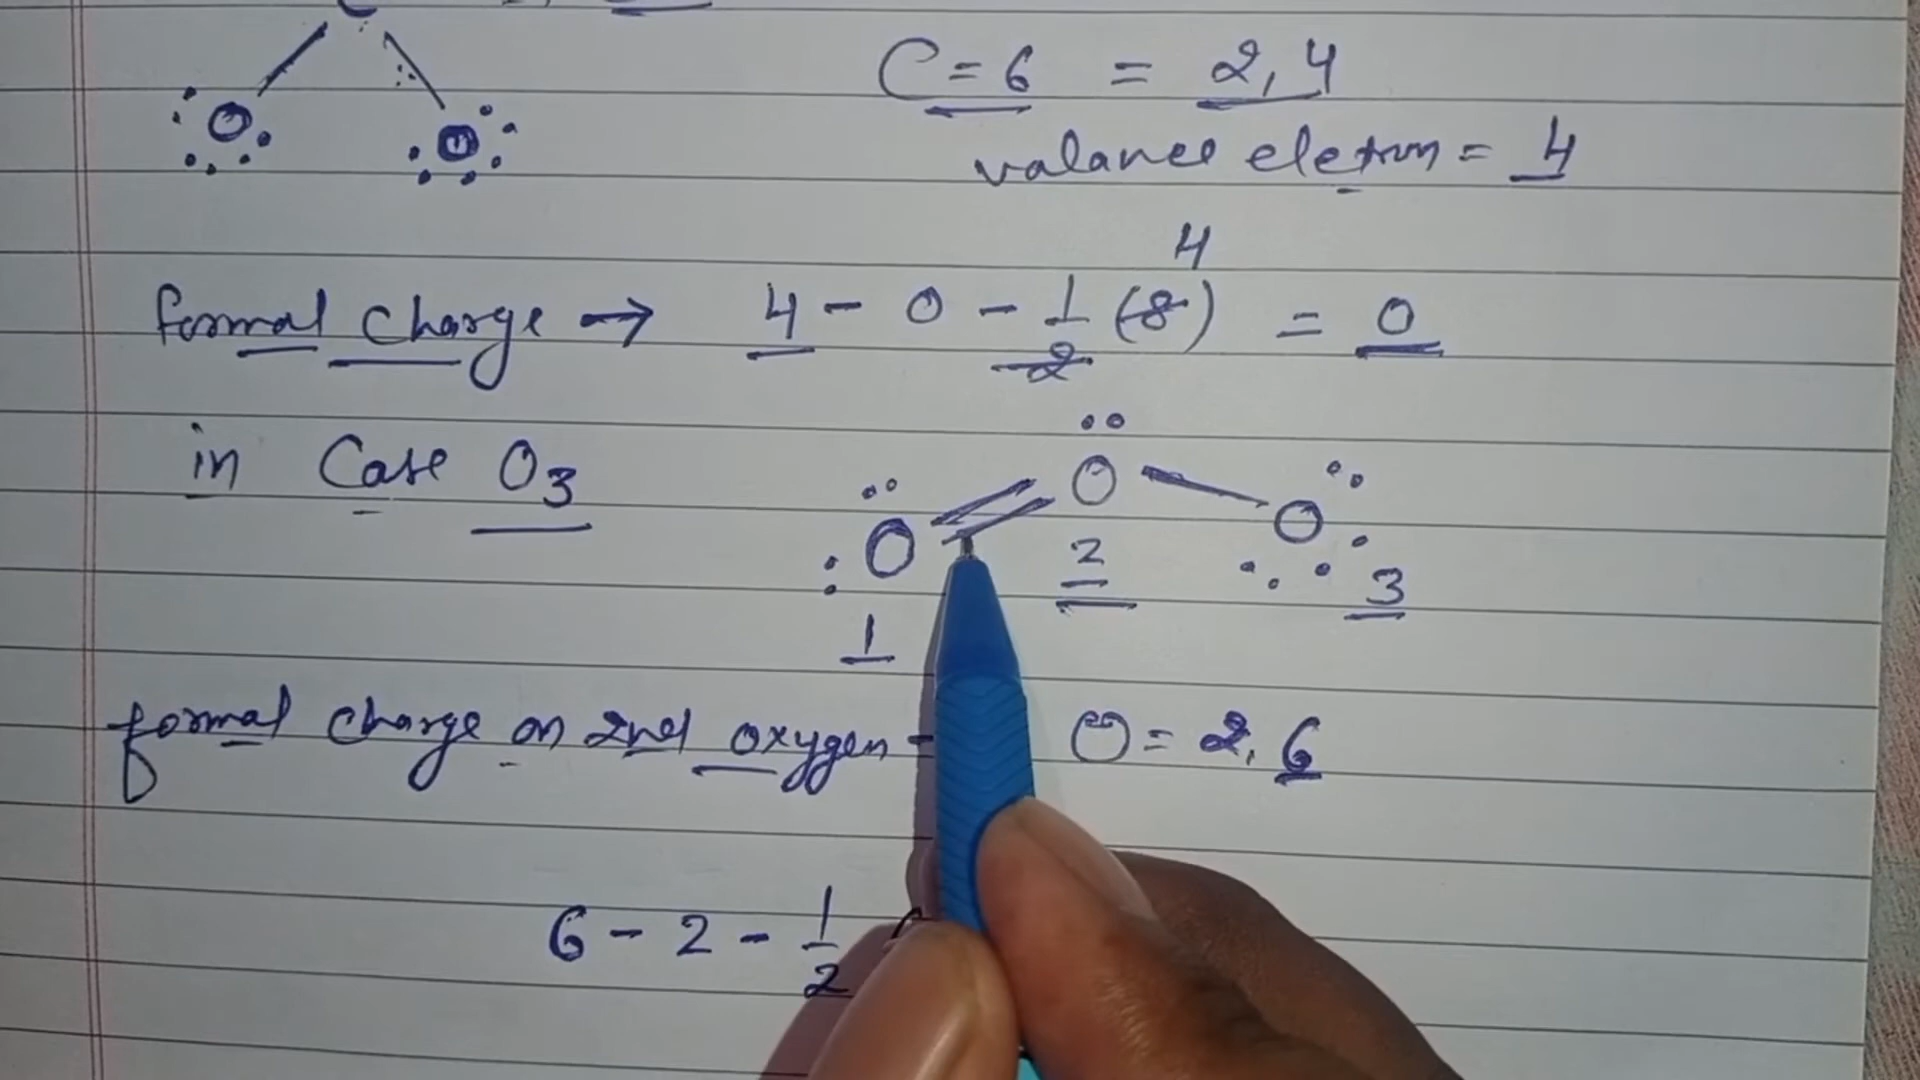 C = 6 = 2, 4
valance eletron = 4
O O
4
formal charge → 4 - 0 - 1/2 (8) = 0
in Case O3
O = O - O
1 2 3
formal charge on 2nd oxygen - O = 2, 6
6 - 2 - 1/2 (